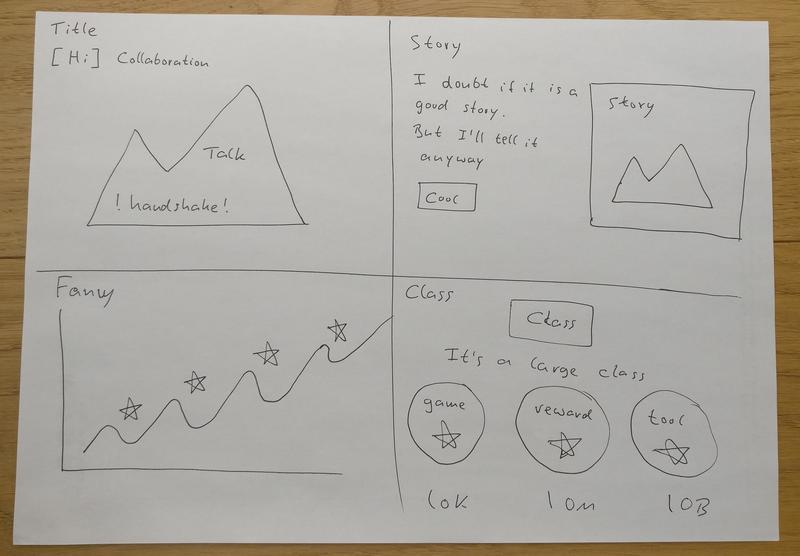 Title
[Hi] Collaboration
Talk
! handshake!
Story
I doubt if it is a
good story.
But I'll tell it
anyway
Cool
Story
Fancy
Class
Class
It's a large class
game
reward
tool
10K
10M
10B